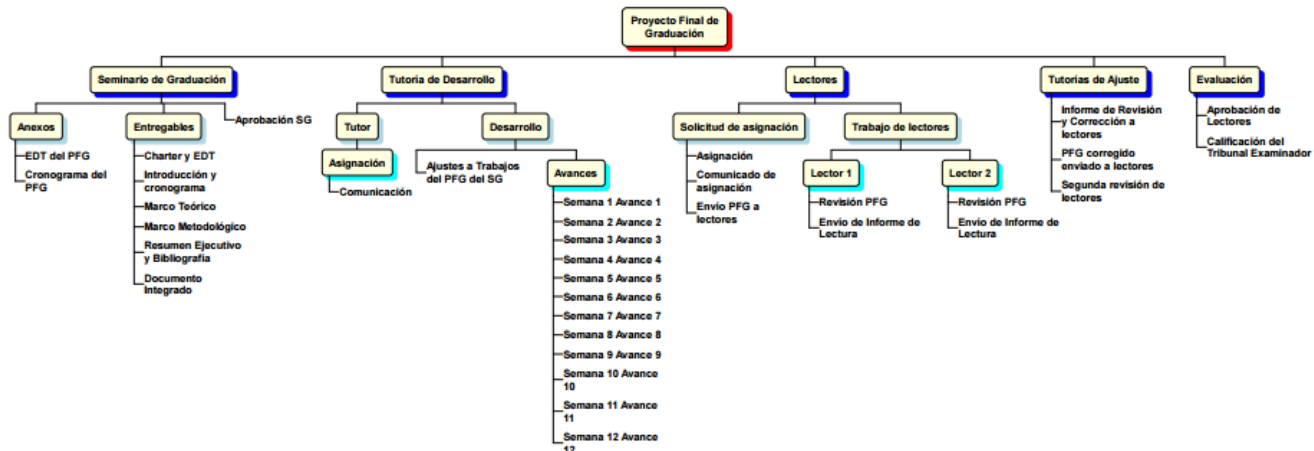 Proyecto Final de
Graduación
Seminario de Graduación
Tutoria de Desarrollo
Lectores
Tutorías de Ajuste
Evaluación
Anexos
EDT del PFG
Cronograma del
PFG
Entregables
Charter y EDT
Introducción y
cronograma
Marco Teórico
Marco Metodológico
Resumen Ejecutivo
y Bibliografía
Documento
Integrado
Aprobación SG
Tutor
Asignación
Comunicación
Desarrollo
Ajustes a Trabajos
del PFG del SG
Avances
Semana 1 Avance 1
Semana 2 Avance 2
Semana 3 Avance 3
Semana 4 Avance 4
Semana 5 Avance 5
Semana 6 Avance 6
Semana 7 Avance 7
Semana 8 Avance 8
Semana 9 Avance 9
Semana 10 Avance
10
Semana 11 Avance
11
Semana 12 Avance
12
Solicitud de asignación
Asignación
Comunicado de
asignación
Envío PFG a
lectores
Trabajo de lectores
Lector 1
Revisión PFG
Envío de Informe de
Lectura
Lector 2
Revisión PFG
Envío de Informe de
Lectura
Informe de Revisión
y Corrección a
lectores
PFG corregido
enviado a lectores
Segunda revisión de
lectores
Aprobación de
Lectores
Calificación del
Tribunal Examinador